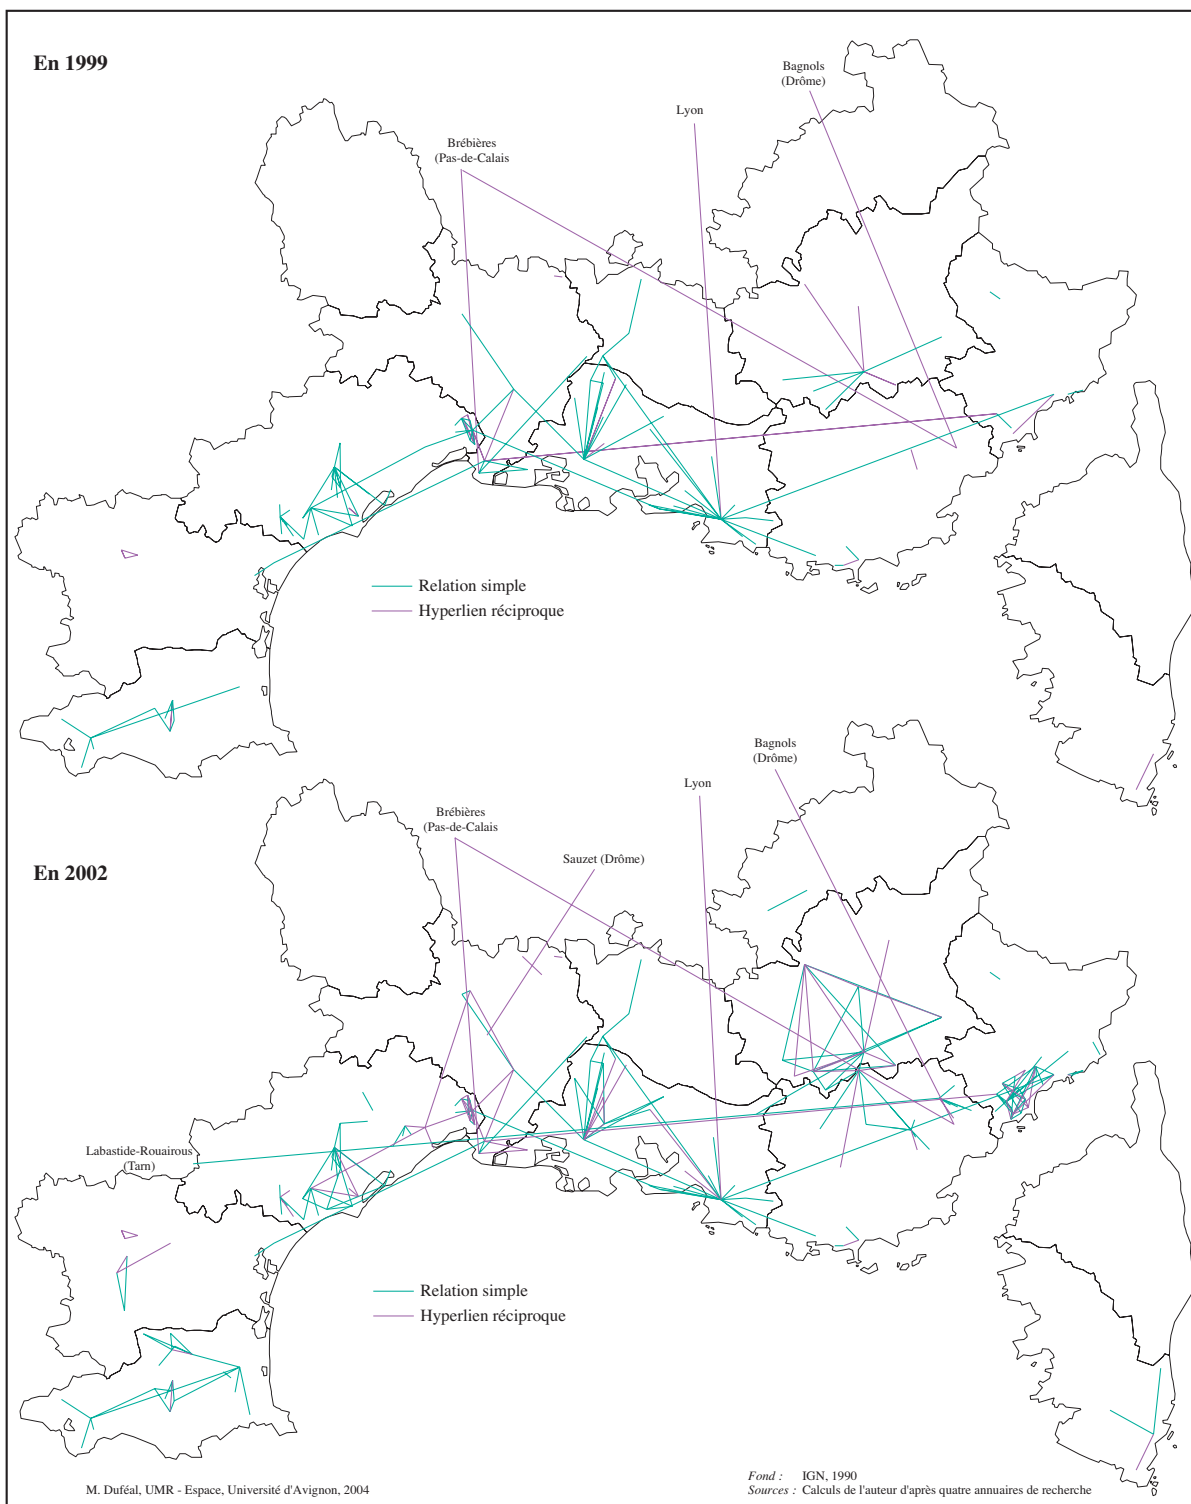 En 1999
Bagnols
(Drôme)
Lyon
Brébières
(Pas-de-Calais
Relation simple
Hyperlien réciproque
Bagnols
(Drôme)
Lyon
Brébières
(Pas-de-Calais
Sauzet (Drôme)
En 2002
Labastide-Rouairous
(Tarn)
Relation simple
Hyperlien réciproque
Fond : IGN, 1990
M. Duféal, UMR - Espace, Université d'Avignon, 2004
Sources : Calculs de l'auteur d'après quatre annuaires de recherche